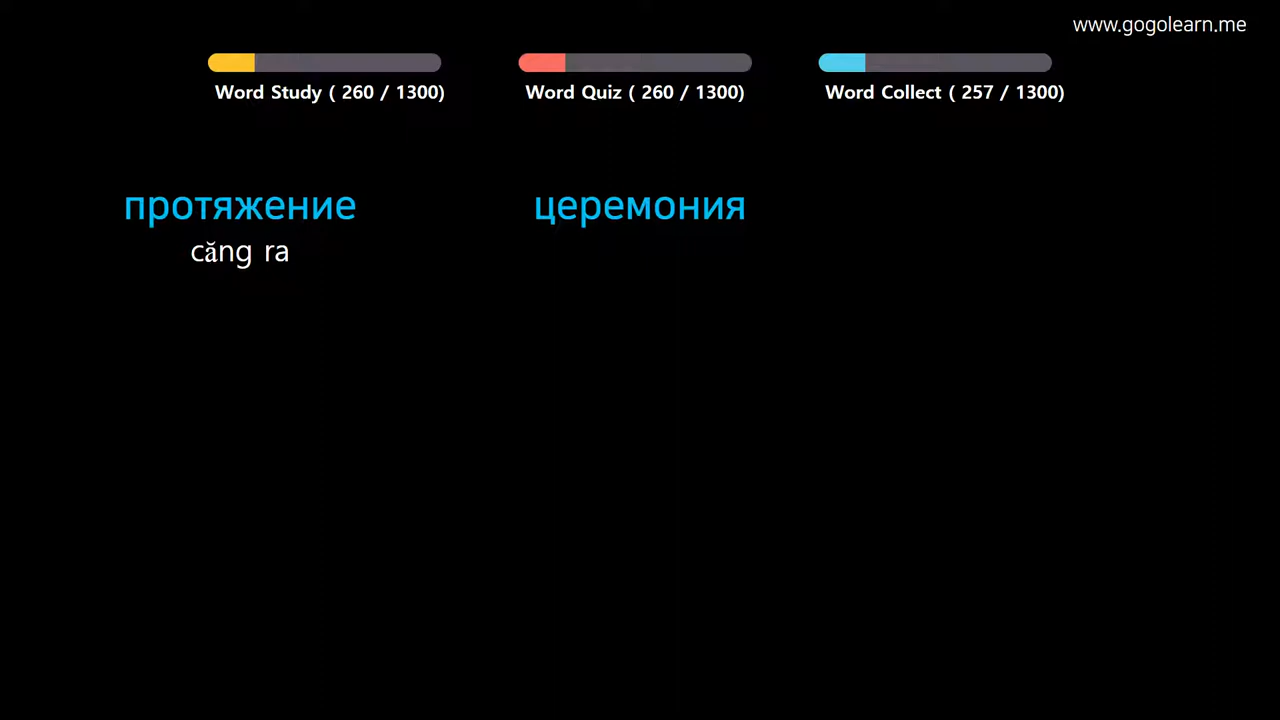 www.gogolearn.me
Word Study ( 260 / 1300)
Word Quiz ( 260 / 1300)
Word Collect ( 257 / 1300)
протяжение
церемония
căng ra